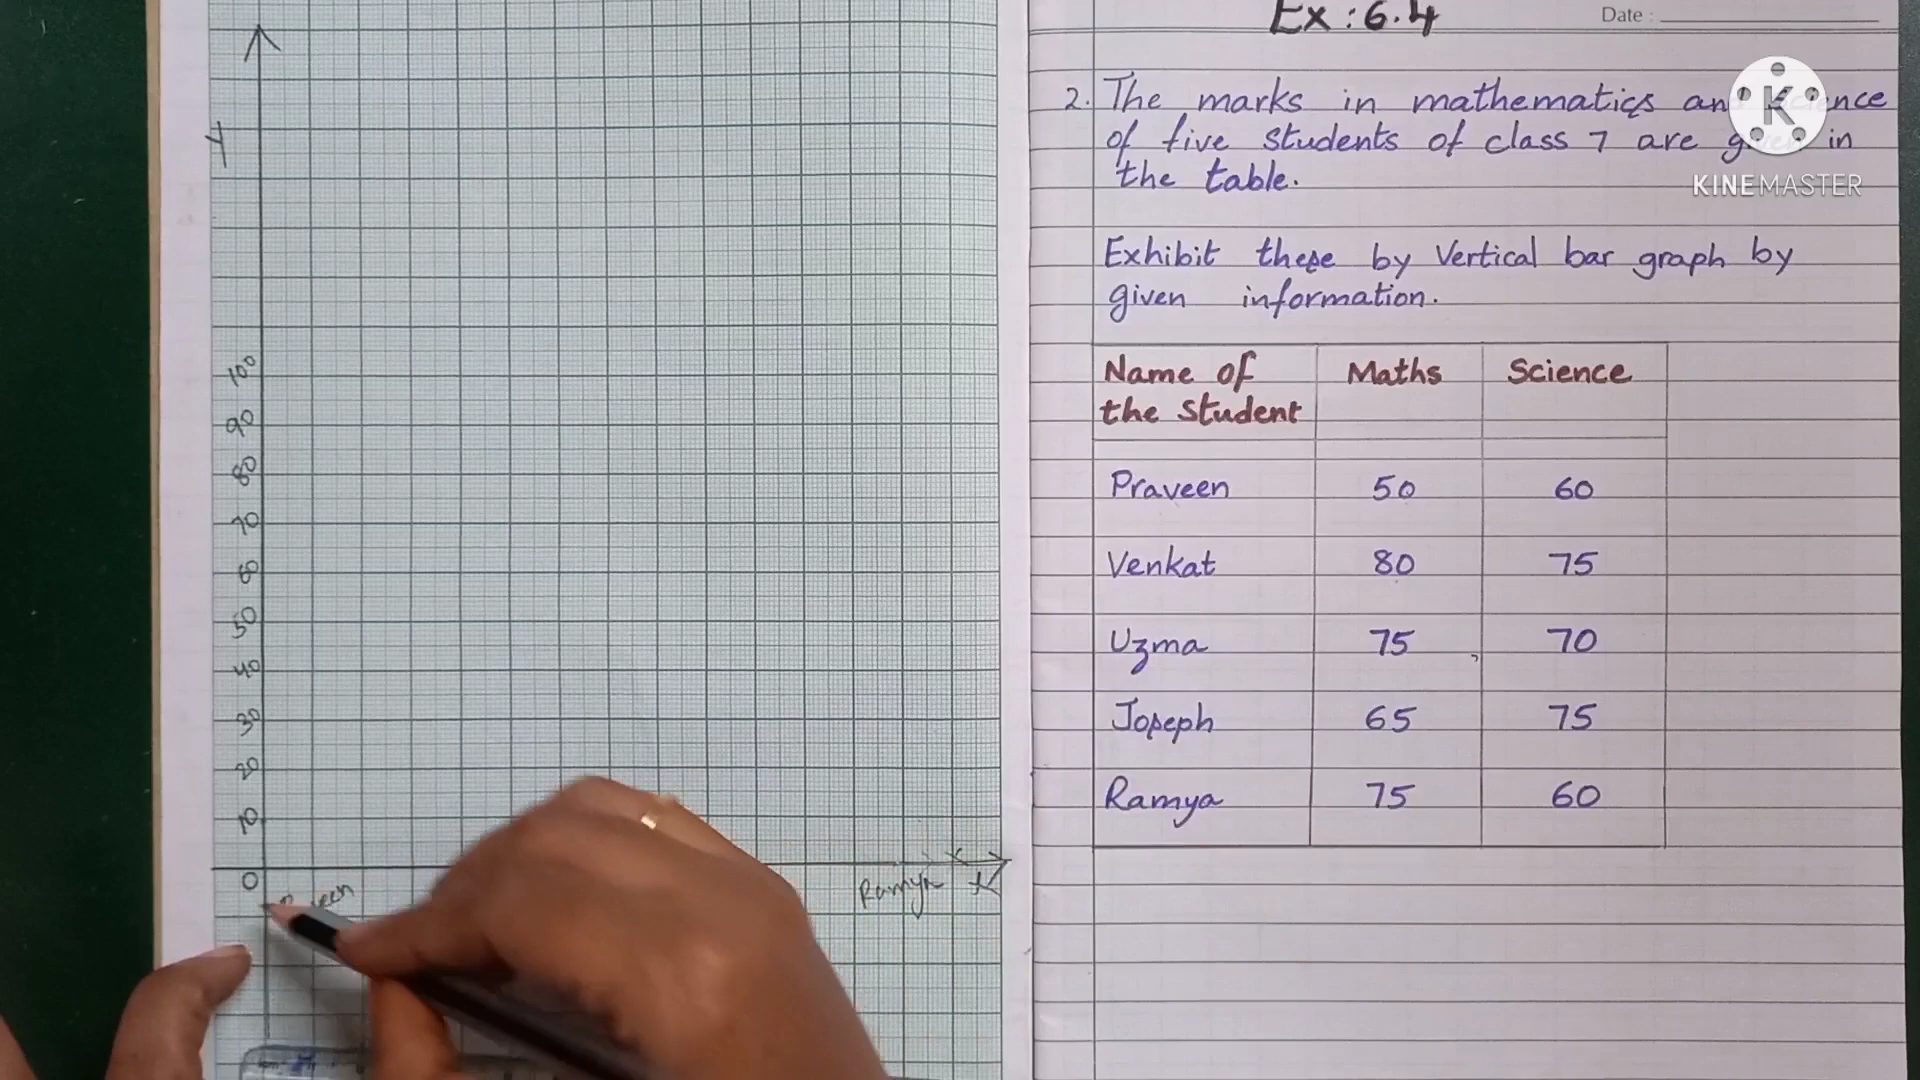 Y
100
90
80
70
60
50
40
30
20
10
0
Ramya
X
Ex : 6.4
Date :
2. The marks in mathematics
of five students of class 7 are given in
the table.
K
KINEMASTER
Exhibit these by Vertical bar graph by
given information.
Name of the student Maths Science
Praveen 50 60
Venkat 80 75
Uzma 75 70
Joseph 65 75
Ramya 75 60